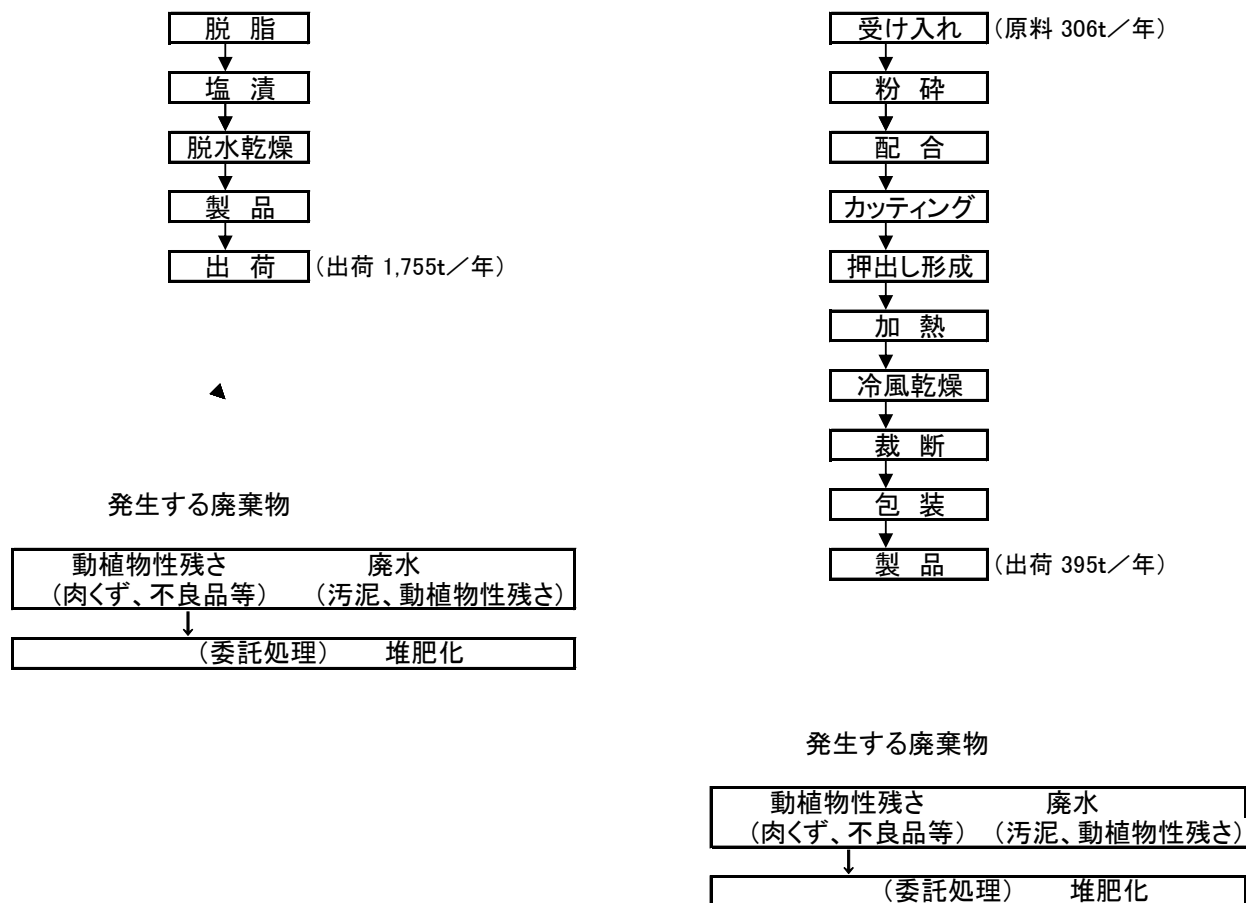 脱 脂
塩 漬
脱水乾燥
製 品
出 荷 (出荷 1,755t／年)
発生する廃棄物
動植物性残さ 廃水
(肉くず、不良品等) (汚泥、動植物性残さ)
(委託処理) 堆肥化
受け入れ (原料 306t／年)
粉 砕
配 合
カッティング
押出し形成
加 熱
冷風乾燥
裁 断
包 装
製 品 (出荷 395t／年)
発生する廃棄物
動植物性残さ 廃水
(肉くず、不良品等) (汚泥、動植物性残さ)
(委託処理) 堆肥化